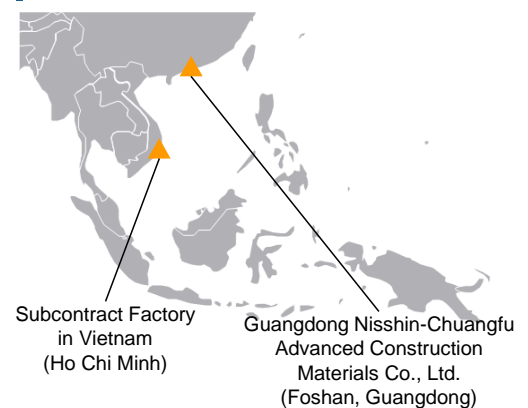 Subcontract Factory
in Vietnam
(Ho Chi Minh)
Guangdong Nisshin-Chuangfu
Advanced Construction
Materials Co., Ltd.
(Foshan, Guangdong)